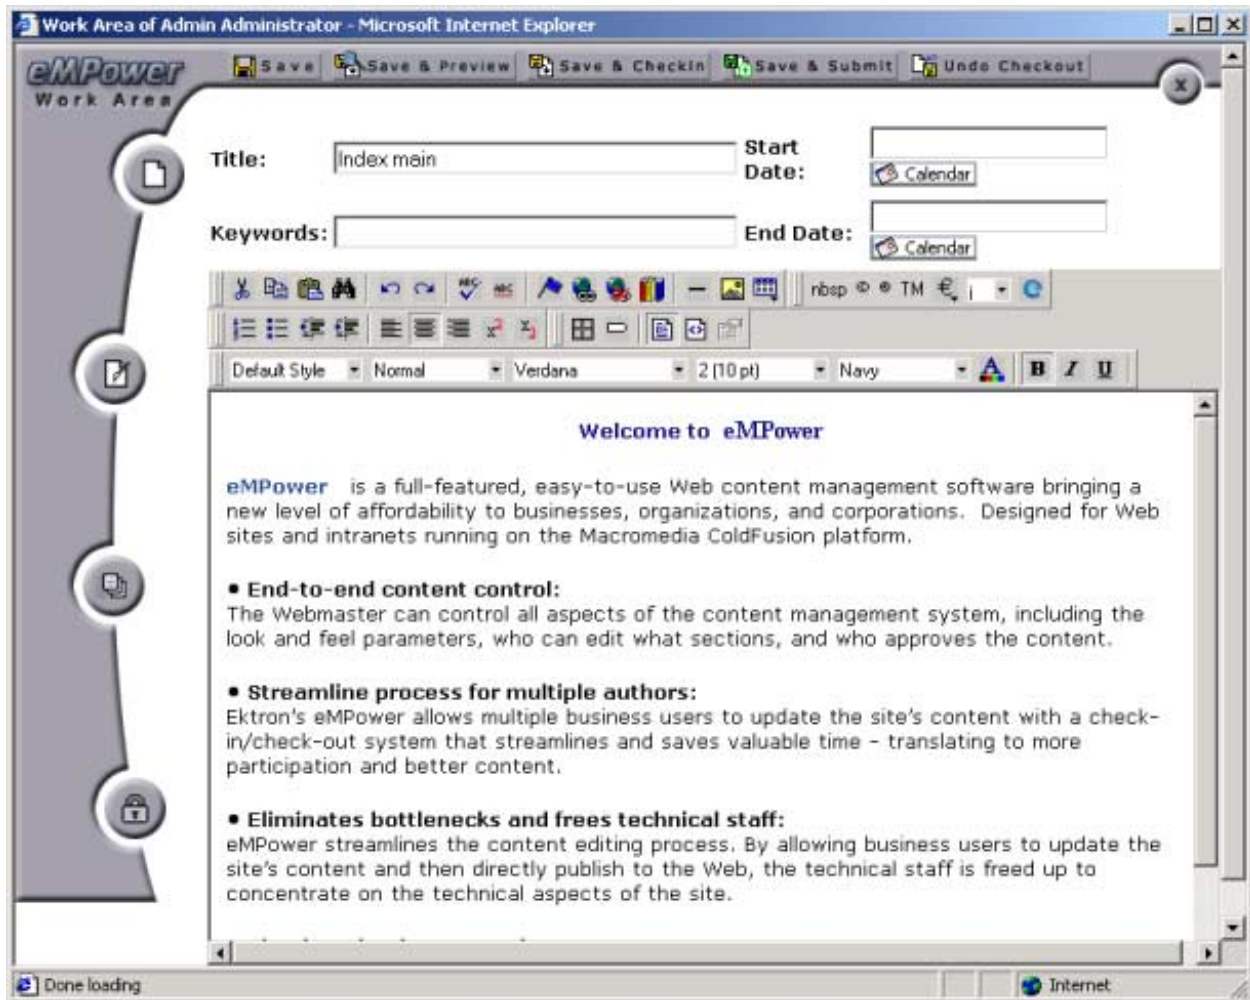 Work Area of Admin Administrator - Microsoft Internet Explorer
eMPower
Work Area
Save Save & Preview Save & Checkin Save & Submit Undo Checkout
x
Title: Index main Start Date:
Calendar
Keywords: End Date:
Calendar
ABC ABC nbsp © ® TM € ¡
x² x₂
Default Style Normal Verdana 2 (10 pt) Navy A B I U
Welcome to eMPower
eMPower is a full-featured, easy-to-use Web content management software bringing a
new level of affordability to businesses, organizations, and corporations. Designed for Web
sites and intranets running on the Macromedia ColdFusion platform.
• End-to-end content control:
The Webmaster can control all aspects of the content management system, including the
look and feel parameters, who can edit what sections, and who approves the content.
• Streamline process for multiple authors:
Ektron's eMPower allows multiple business users to update the site's content with a check-
in/check-out system that streamlines and saves valuable time – translating to more
participation and better content.
• Eliminates bottlenecks and frees technical staff:
eMPower streamlines the content editing process. By allowing business users to update the
site's content and then directly publish to the Web, the technical staff is freed up to
concentrate on the technical aspects of the site.
Done loading Internet